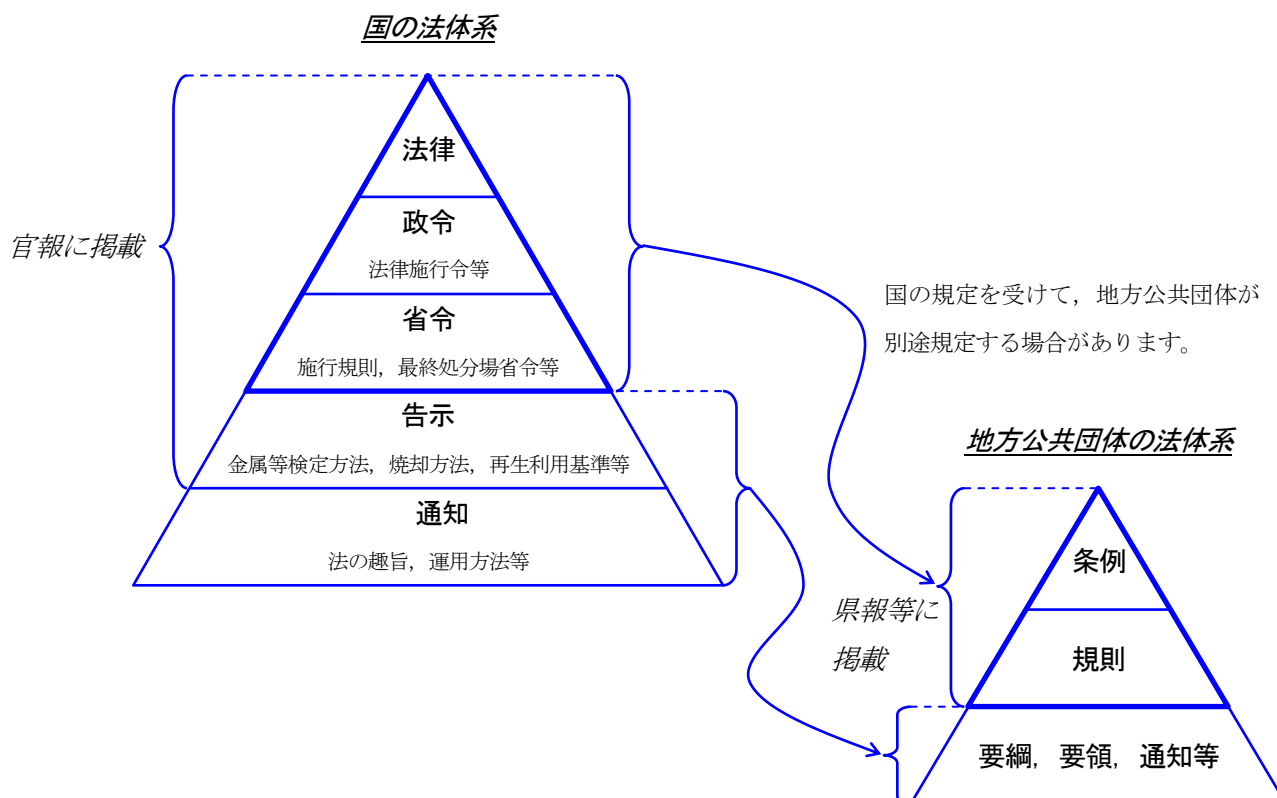 国の法体系
法律
政令
法律施行令等
官報に掲載
省令
施行規則，最終処分場省令等
告示
金属等検定方法，焼却方法，再生利用基準等
通知
法の趣旨，運用方法等
国の規定を受けて，地方公共団体が
別途規定する場合があります。
地方公共団体の法体系
条例
県報等に
掲載
規則
要綱，要領，通知等